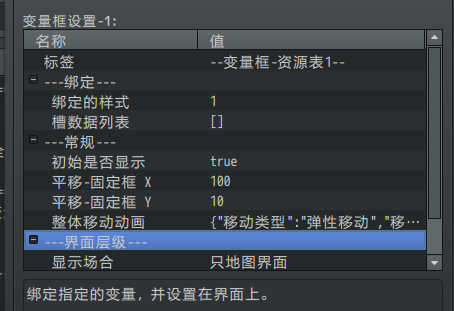 变量框设置-1:
名称 值
标签 --变量框-资源表1--
---绑定---
绑定的样式 1
槽数据列表 []
---常规---
初始是否显示 true
平移-固定框 X 100
平移-固定框 Y 10
整体移动动画 {"移动类型":"弹性移动","移…
---界面层级---
显示场合 只地图界面
绑定指定的变量，并设置在界面上。